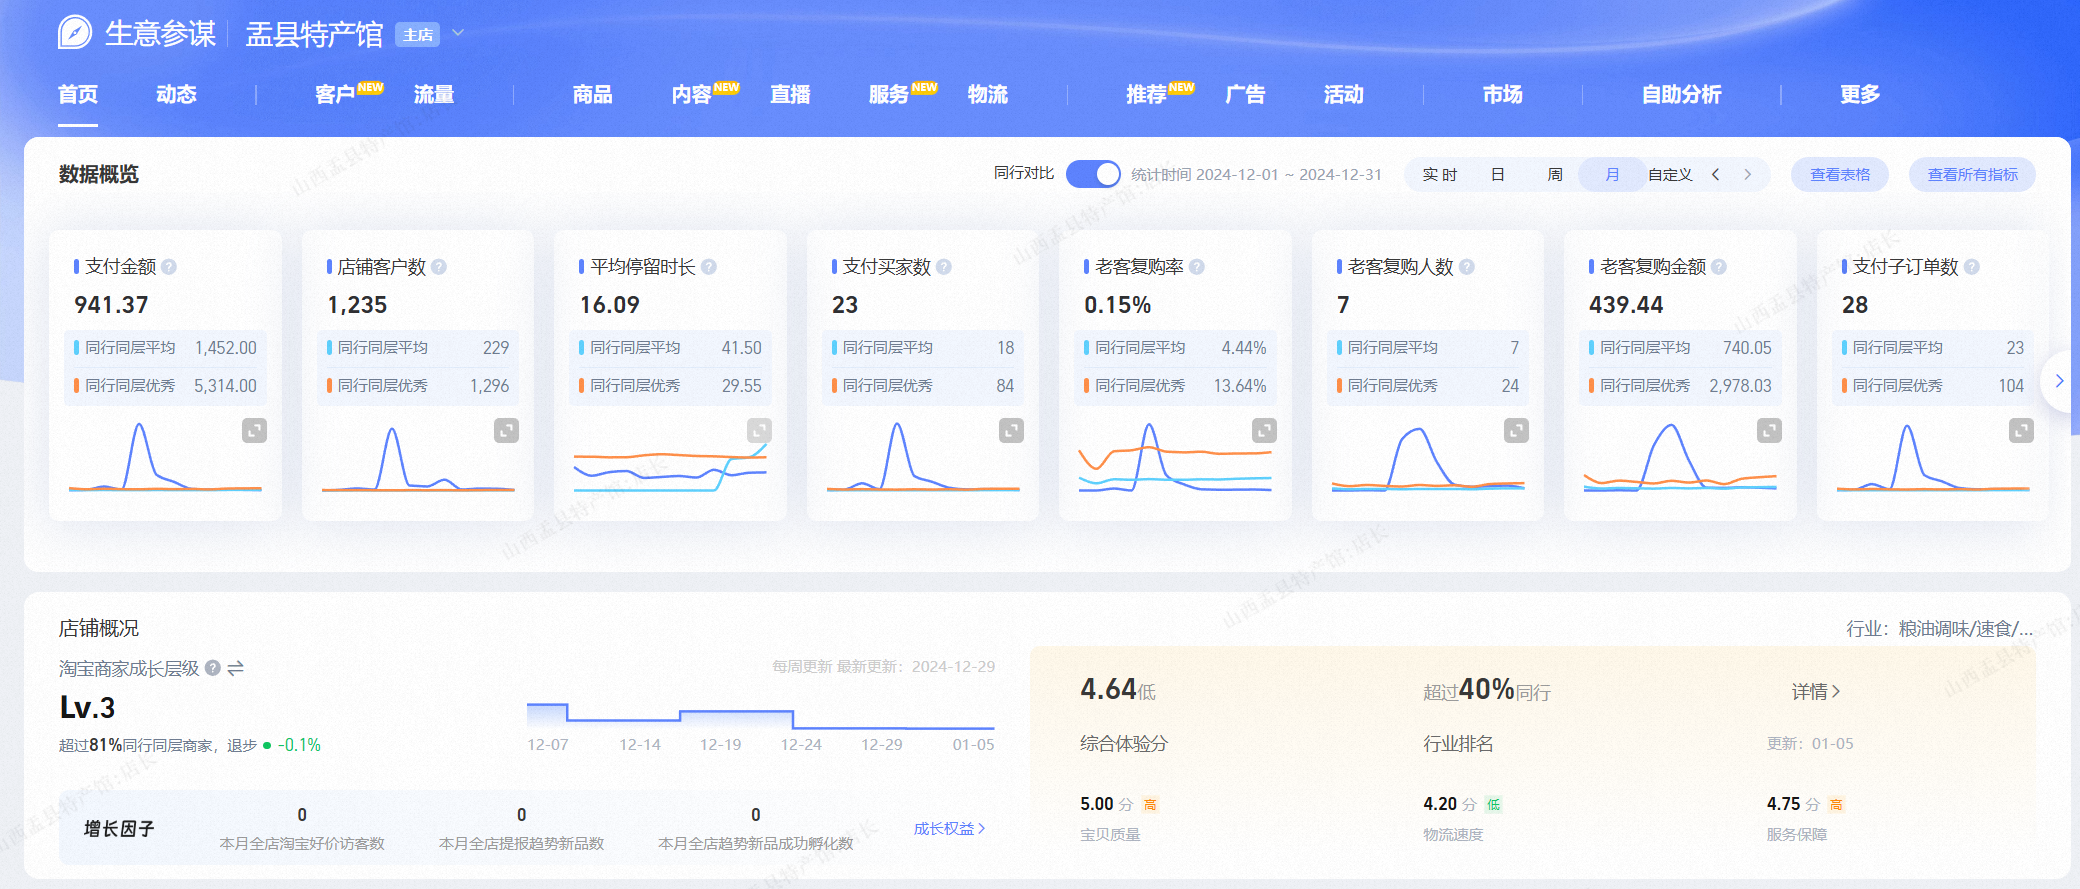 生意参谋 盂县特产馆 主店
首页 动态 客户 NEW 流量 商品 内容 NEW 直播 服务 NEW 物流 推荐 NEW 广告 活动 市场 自助分析 更多
数据概览 同行对比 统计时间 2024-12-01 ~ 2024-12-31 实时 日 周 月 自定义 < > 查看表格 查看所有指标
支付金额 ? 店铺客户数 ? 平均停留时长 ? 支付买家数 ? 老客复购率 ? 老客复购人数 ? 老客复购金额 ? 支付子订单数 ?
941.37 1,235 16.09 23 0.15% 7 439.44 28
同行同层平均 1,452.00 同行同层平均 229 同行同层平均 41.50 同行同层平均 18 同行同层平均 4.44% 同行同层平均 7 同行同层平均 740.05 同行同层平均 23
同行同层优秀 5,314.00 同行同层优秀 1,296 同行同层优秀 29.55 同行同层优秀 84 同行同层优秀 13.64% 同行同层优秀 24 同行同层优秀 2,978.03 同行同层优秀 104
店铺概况 行业：粮油调味/速食/...
淘宝商家成长层级 ? 每周更新 最新更新：2024-12-29
Lv.3
超过81%同行同层商家，退步 -0.1%
12-07 12-14 12-19 12-24 12-29 01-05
增长因子
0 0 0
本月全店淘宝好价访客数 本月全店提报趋势新品数 本月全店趋势新品成功孵化数
成长权益 >
4.64低 超过40%同行 详情 >
综合体验分 行业排名 更新：01-05
5.00 分 高 4.20 分 低 4.75 分 高
宝贝质量 物流速度 服务保障
山西盂县特产馆:店长